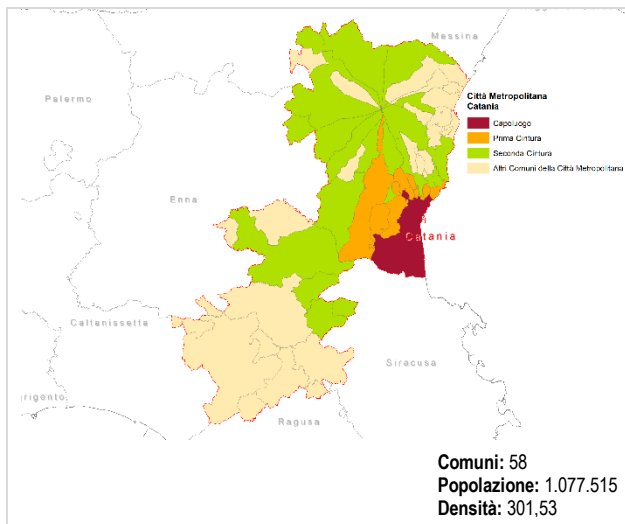 Messina
Palermo
Città Metropolitana
Catania
Capoluogo
Prima Cintura
Seconda Cintura
Altri Comuni della Città Metropolitana
Enna
Catania
Caltanissetta
Siracusa
irigento
Ragusa
Comuni: 58
Popolazione: 1.077.515
Densità: 301,53